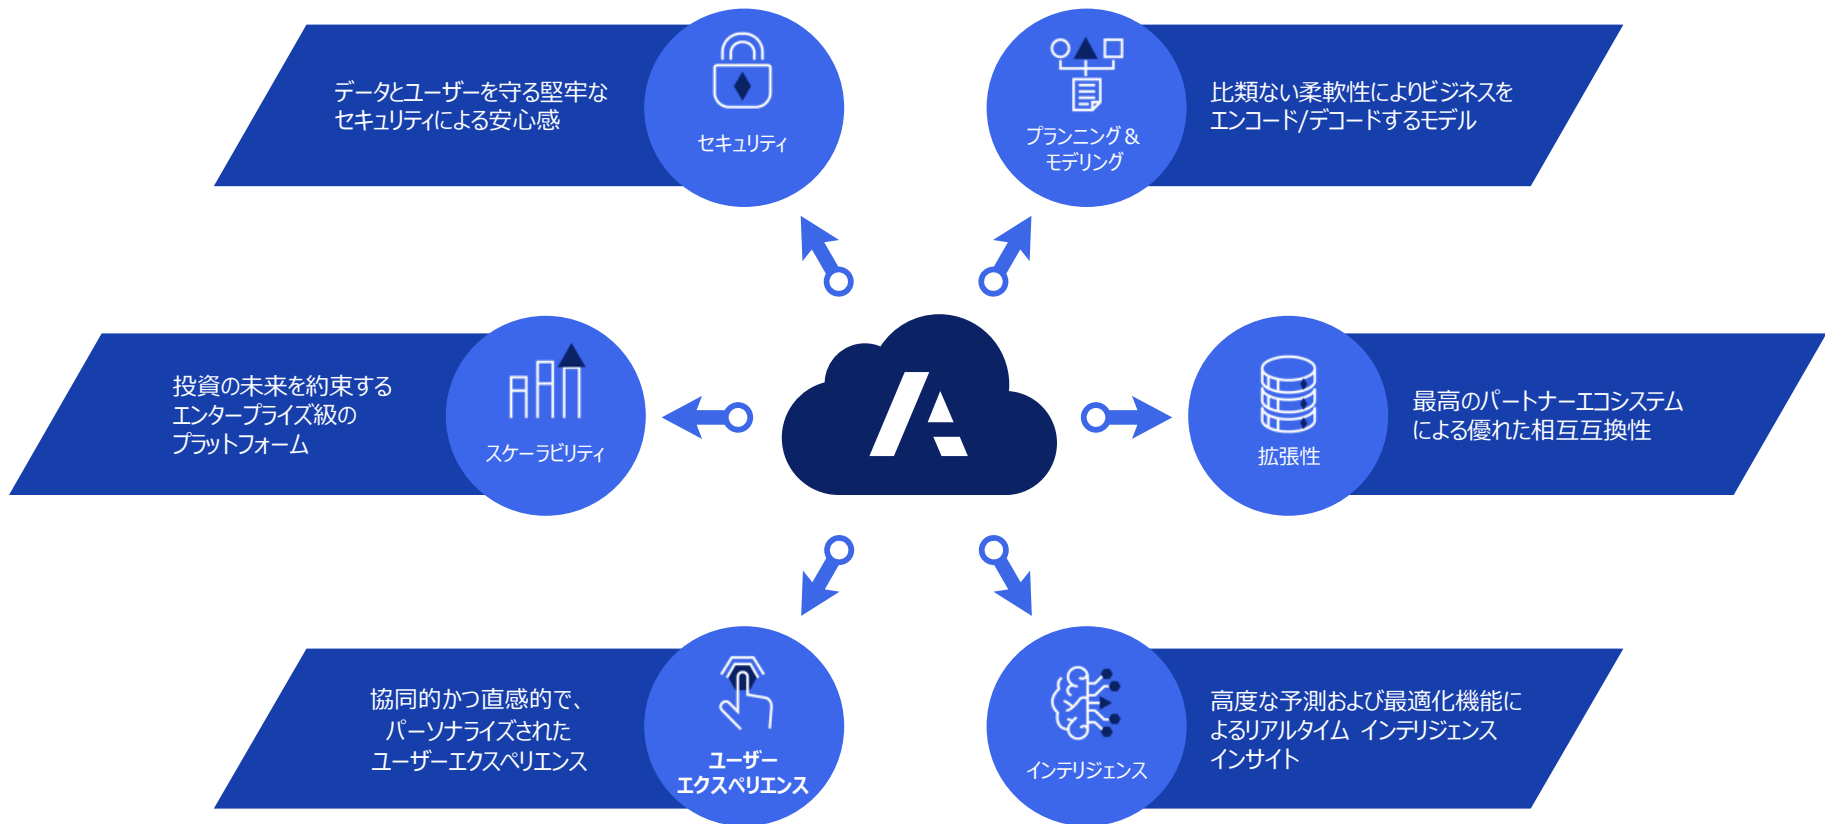 データとユーザーを守る堅牢な
セキュリティによる安心感
セキュリティ
プランニング＆
モデリング
比類ない柔軟性によりビジネスを
エンコード/デコードするモデル
投資の未来を約束する
エンタープライズ級の
プラットフォーム
スケーラビリティ
拡張性
最高のパートナーエコシステム
による優れた相互互換性
協同的かつ直感的で、
パーソナライズされた
ユーザーエクスペリエンス
ユーザー
エクスペリエンス
インテリジェンス
高度な予測および最適化機能に
よるリアルタイム インテリジェンス
インサイト